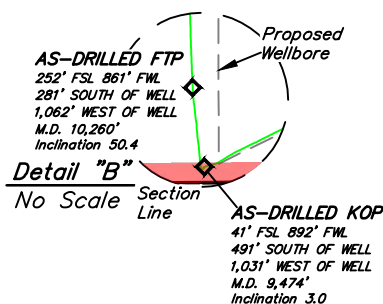 Proposed
Wellbore
AS-DRILLED FTP
252' FSL 861' FWL
281' SOUTH OF WELL
1,062' WEST OF WELL
M.D. 10,260'
Inclination 50.4
Detail "B"
No Scale
Section
Line
AS-DRILLED KOP
41' FSL 892' FWL
491' SOUTH OF WELL
1,031' WEST OF WELL
M.D. 9,474'
Inclination 3.0